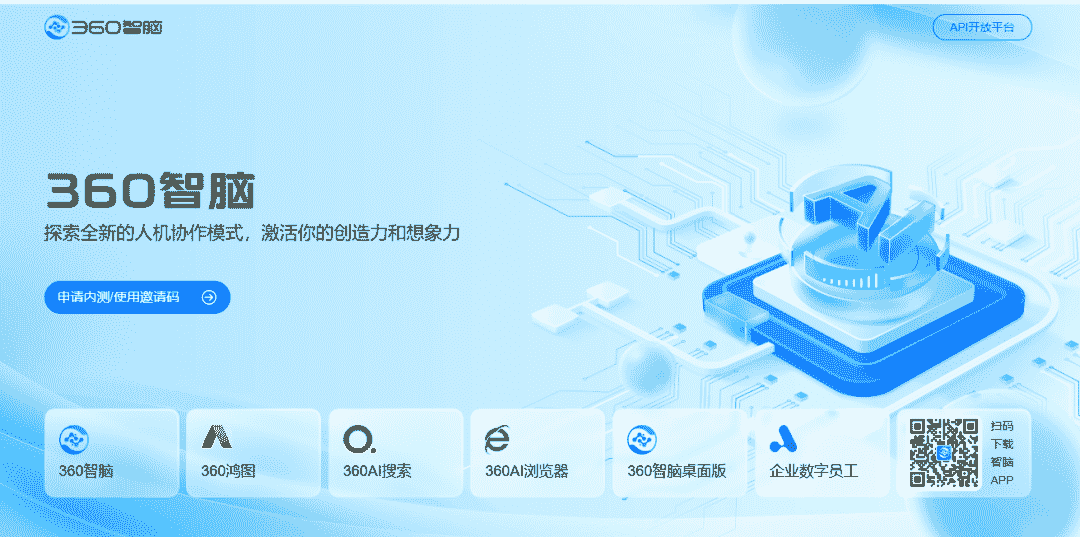 360智脑
API开放平台
360智脑
探索全新的人机协作模式，激活你的创造力和想象力
申请内测/使用邀请码
AI
360智脑
360鸿图
360AI搜索
360AI浏览器
360智脑桌面版
企业数字员工
扫码
下载
智脑
APP